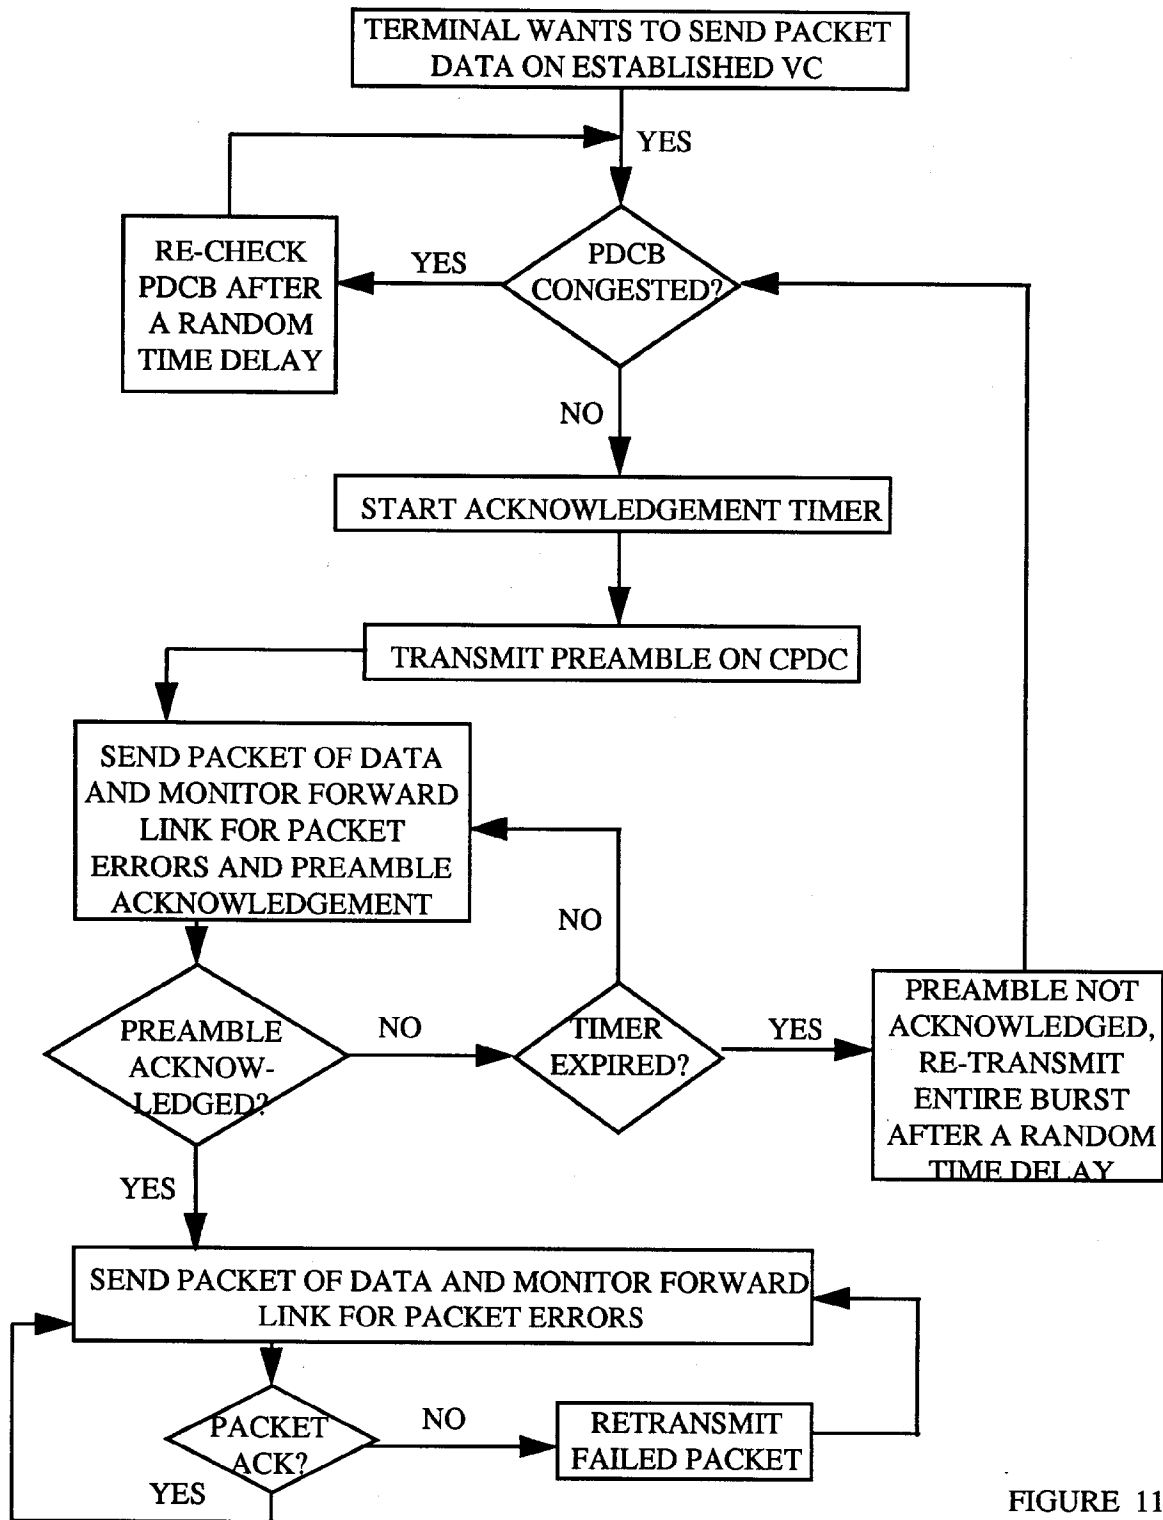 TERMINAL WANTS TO SEND PACKET
DATA ON ESTABLISHED VC
YES
RE-CHECK
PDCB AFTER
A RANDOM
TIME DELAY
YES
PDCB
CONGESTED?
NO
START ACKNOWLEDGEMENT TIMER
TRANSMIT PREAMBLE ON CPDC
SEND PACKET OF DATA
AND MONITOR FORWARD
LINK FOR PACKET
ERRORS AND PREAMBLE
ACKNOWLEDGEMENT
NO
PREAMBLE
ACKNOW-
LEDGED?
NO
TIMER
EXPIRED?
YES
PREAMBLE NOT
ACKNOWLEDGED,
RE-TRANSMIT
ENTIRE BURST
AFTER A RANDOM
TIME DELAY
YES
SEND PACKET OF DATA AND MONITOR FORWARD
LINK FOR PACKET ERRORS
PACKET
ACK?
NO
RETRANSMIT
FAILED PACKET
YES
FIGURE 11